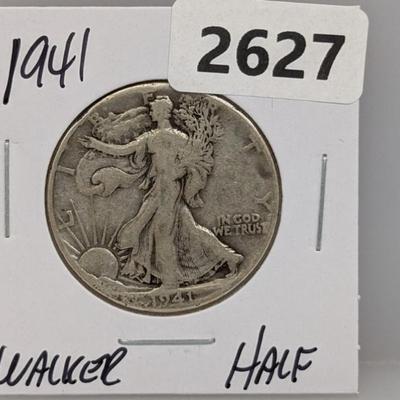 1941
2627
LIBERTY
IN GOD
WE TRUST
1941
WALKER HALF